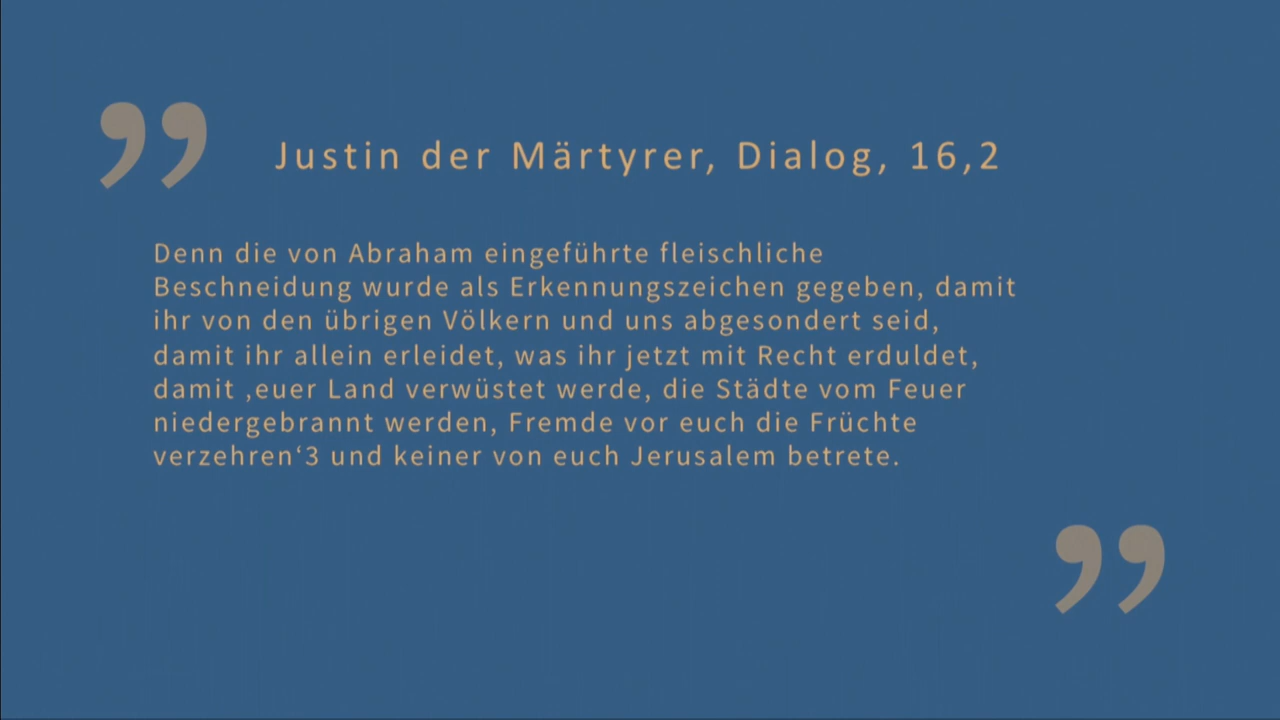 ”
Justin der Märtyrer, Dialog, 16,2
Denn die von Abraham eingeführte fleischliche
Beschneidung wurde als Erkennungszeichen gegeben, damit
ihr von den übrigen Völkern und uns abgesondert seid,
damit ihr allein erleidet, was ihr jetzt mit Recht erduldet,
damit ‚euer Land verwüstet werde, die Städte vom Feuer
niedergebrannt werden, Fremde vor euch die Früchte
verzehren‘3 und keiner von euch Jerusalem betrete.
”